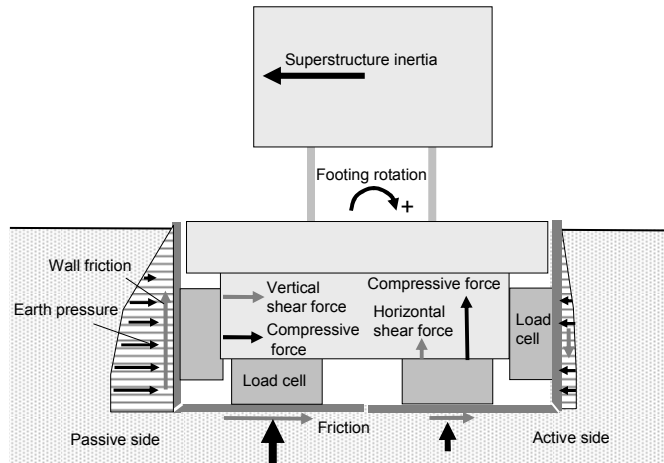 Superstructure inertia
Footing rotation
+
Wall friction
Earth pressure
Vertical
shear force
Compressive
force
Compressive force
Horizontal
shear force
Load
cell
Load cell
Friction
Passive side
Active side